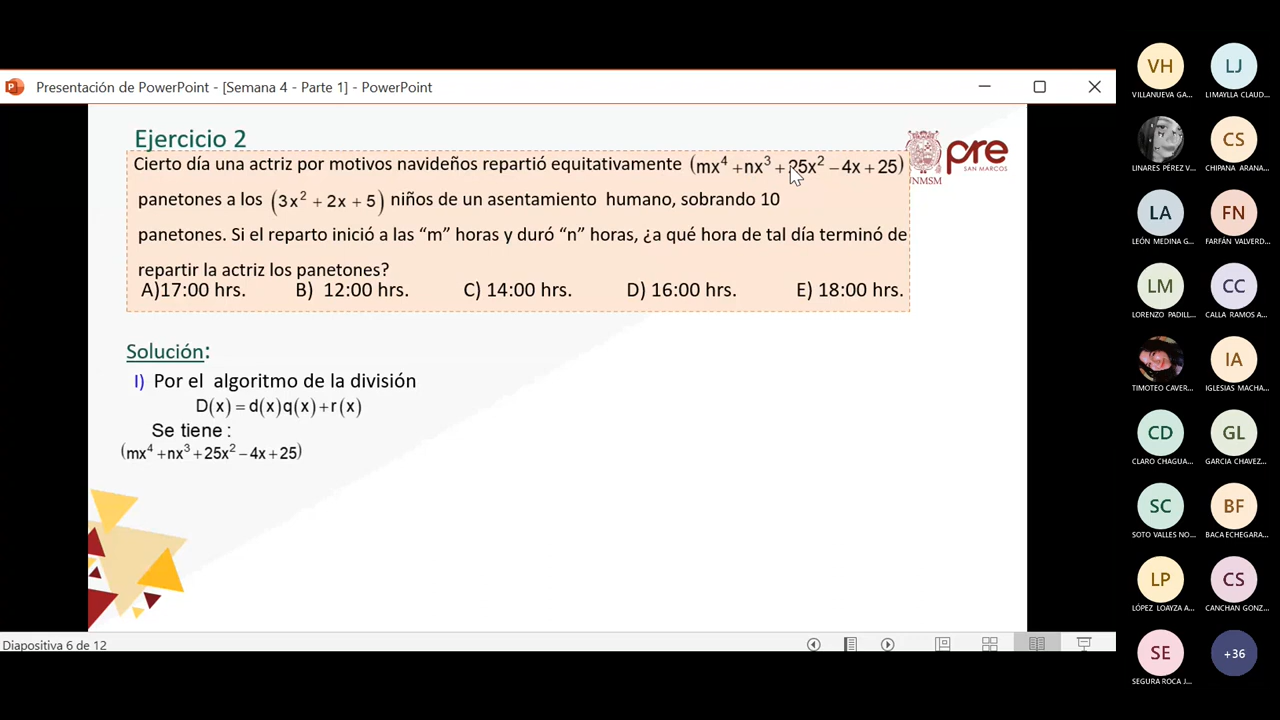 Presentación de PowerPoint - [Semana 4 - Parte 1] - PowerPoint
Ejercicio 2
Cierto día una actriz por motivos navideños repartió equitativamente (mx⁴ +nx³ +25x² −4x+25)
panetones a los (3x² +2x+5) niños de un asentamiento humano, sobrando 10
panetones. Si el reparto inició a las “m” horas y duró “n” horas, ¿a qué hora de tal día terminó de
repartir la actriz los panetones?
A)17:00 hrs. B) 12:00 hrs. C) 14:00 hrs. D) 16:00 hrs. E) 18:00 hrs.
UNMSM
pre
SAN MARCOS
Solución:
I) Por el algoritmo de la división
D(x)=d(x)q(x)+r(x)
Se tiene :
(mx⁴ +nx³ +25x² −4x+25)
Diapositiva 6 de 12
VH LJ
VILLANUEVA GA... LIMAYLLA CLAUD...
CS
LINARES PÉREZ V... CHIPANA ARANA...
LA FN
LEÓN MEDINA G... FARFÁN VALVERD...
LM CC
LORENZO PADILL... CALLA RAMOS A...
IA
TIMOTEO CAVER... IGLESIAS MACHA...
CD GL
CLARO CHAGUA... GARCIA CHAVEZ...
SC BF
SOTO VALLES NO... BACA ECHEGARA...
LP CS
LÓPEZ LOAYZA A... CANCHAN GONZ...
SE +36
SEGURA ROCA J...